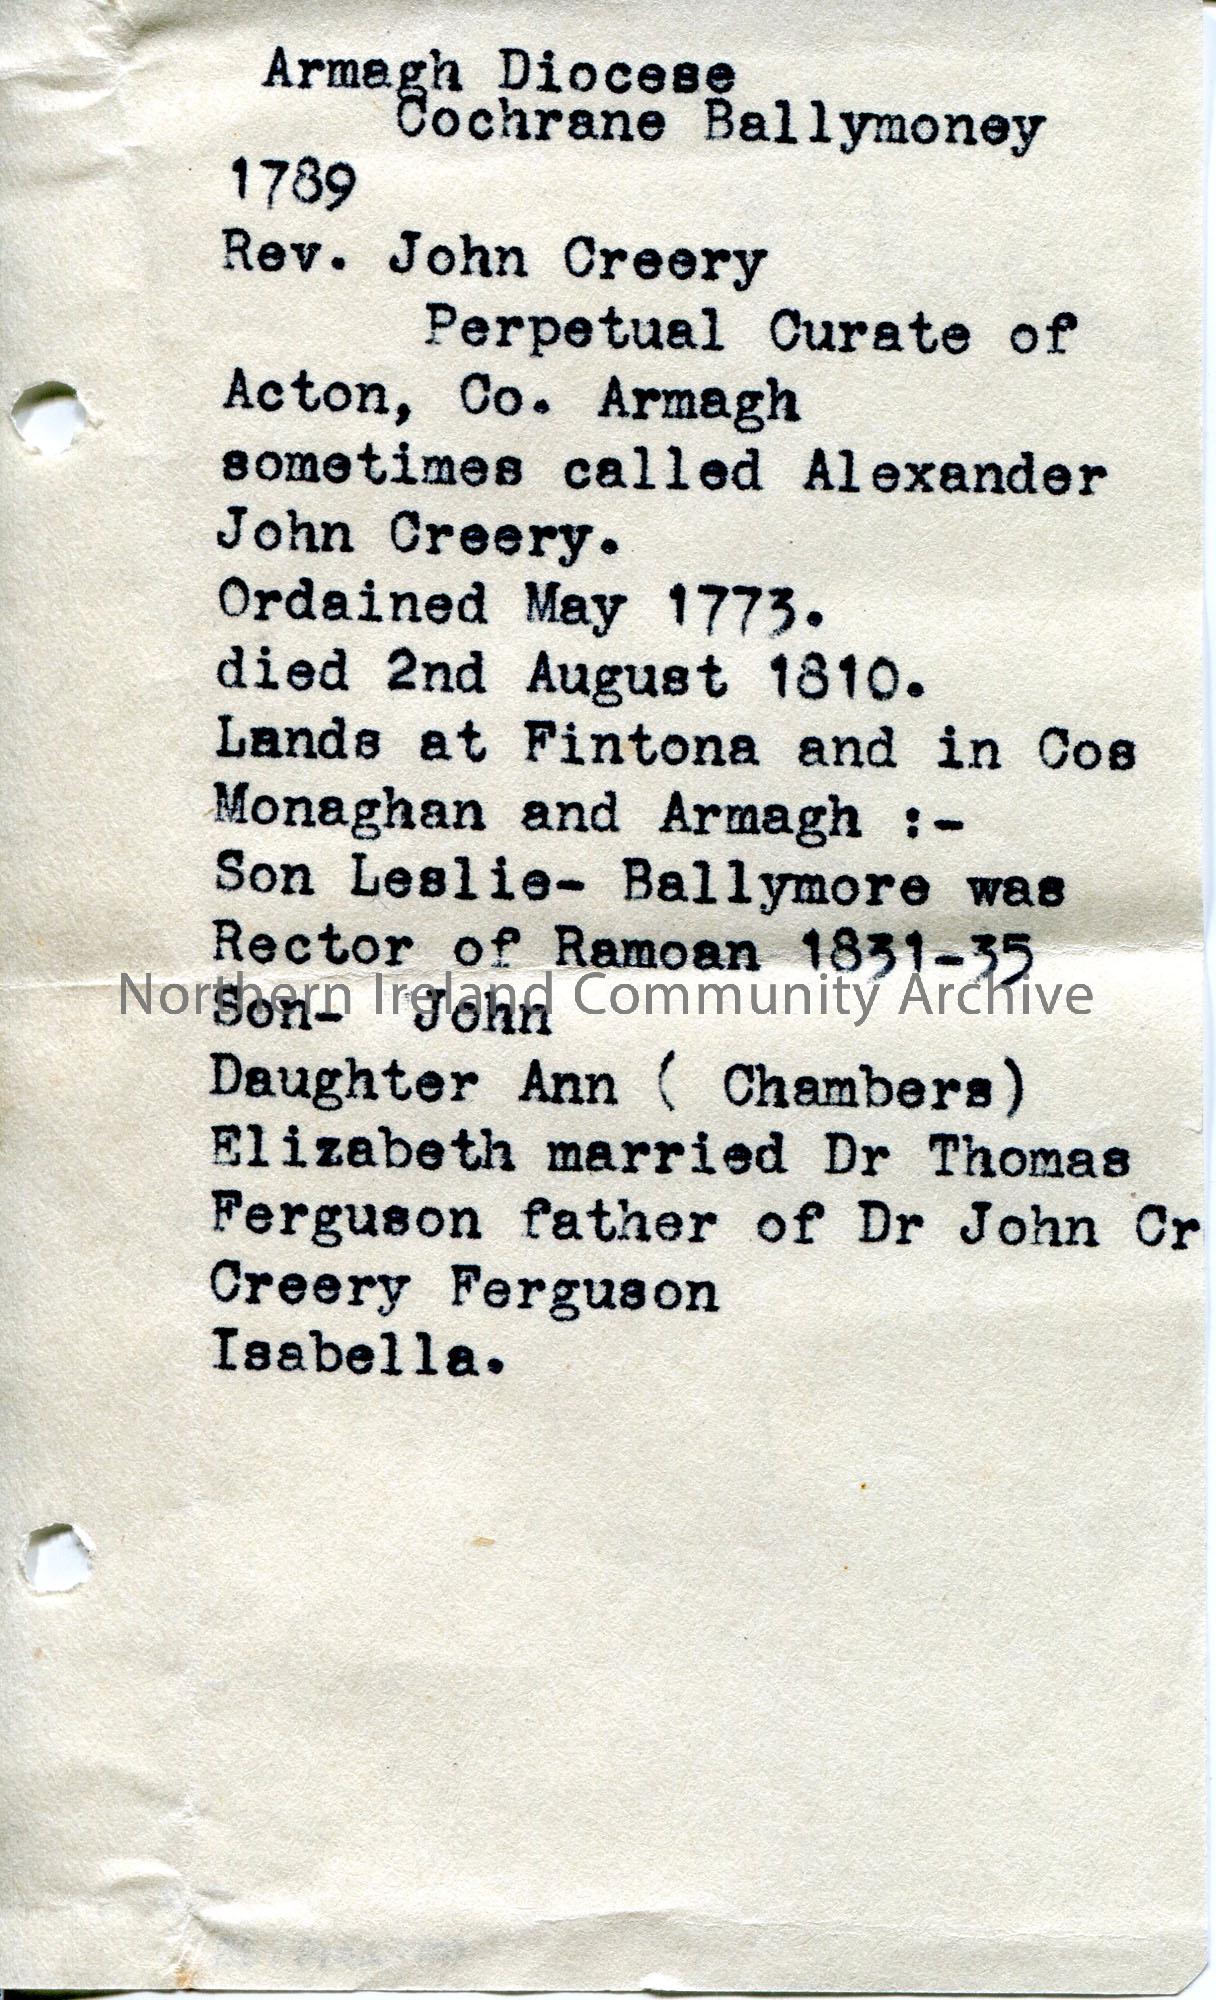 Armagh Diocese
Cochrane Ballymoney
1789
Rev. John Creery
Perpetual Curate of
Acton, Co. Armagh
sometimes called Alexander
John Creery.
Ordained May 1773.
died 2nd August 1810.
Lands at Fintona and in Cos
Monaghan and Armagh :-
Son Leslie- Ballymore was
Rector of Ramoan 1831-35
Northern Ireland Community Archive
Son- John
Daughter Ann ( Chambers)
Elizabeth married Dr Thomas
Ferguson father of Dr John Cr
Creery Ferguson
Isabella.